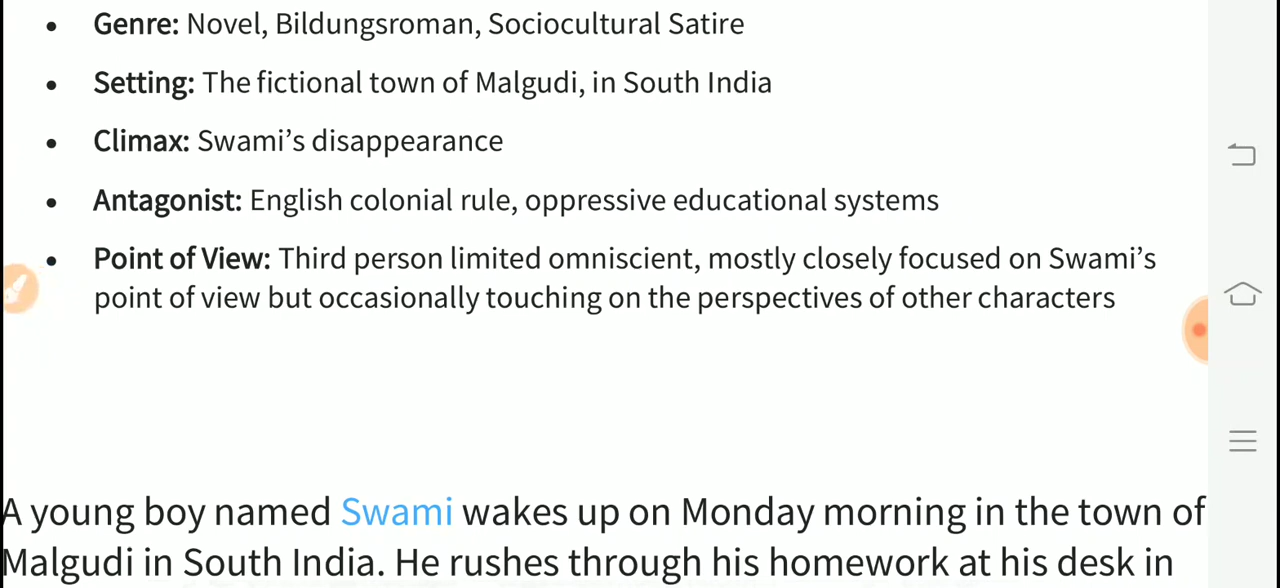 • Genre: Novel, Bildungsroman, Sociocultural Satire
• Setting: The fictional town of Malgudi, in South India
• Climax: Swami’s disappearance
• Antagonist: English colonial rule, oppressive educational systems
• Point of View: Third person limited omniscient, mostly closely focused on Swami’s
point of view but occasionally touching on the perspectives of other characters
A young boy named Swami wakes up on Monday morning in the town of
Malgudi in South India. He rushes through his homework at his desk in